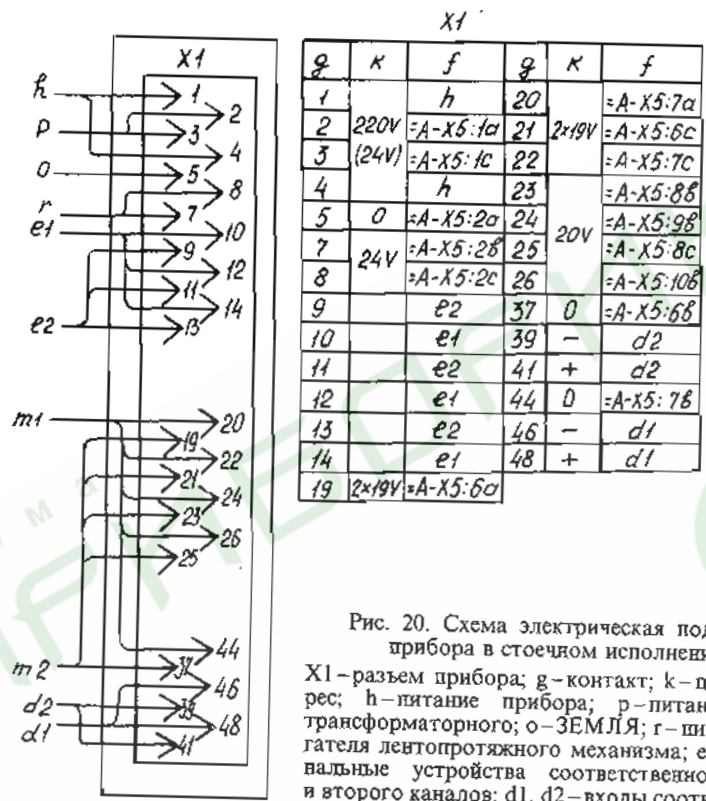 X1
h
p
o
r
e1
e2
m1
m2
d2
d1
1
2
3
4
5
8
7
10
9
12
11
14
13
20
19
22
21
24
23
26
25
44
37
46
39
48
41
X1
g к f g к f
1 220V (24V) h 20 2×19V =A-X5:7a
2 =A-X5:1a 21 =A-X5:6c
3 =A-X5:1c 22 =A-X5:7c
4 h 23 20V =A-X5:8в
5 0 =A-X5:2a 24 =A-X5:9в
7 24V =A-X5:2в 25 =A-X5:8c
8 =A-X5:2c 26 =A-X5:10в
9 e2 37 0 =A-X5:6в
10 e1 39 – d2
11 e2 41 + d2
12 e1 44 0 =A-X5:7в
13 e2 46 – d1
14 e1 48 + d1
19 2×19V =A-X5:6a
Рис. 20. Схема электрическая под
прибора в стоечном исполнени
X1–разъем прибора; g–контакт; k–ц
рес; h–питание прибора; p–питан
трансформаторного; o–ЗЕМЛЯ; r–пи
гателя лентопротяжного механизма; e
нальные устройства соответственно
и второго каналов; d1, d2–входы соотв